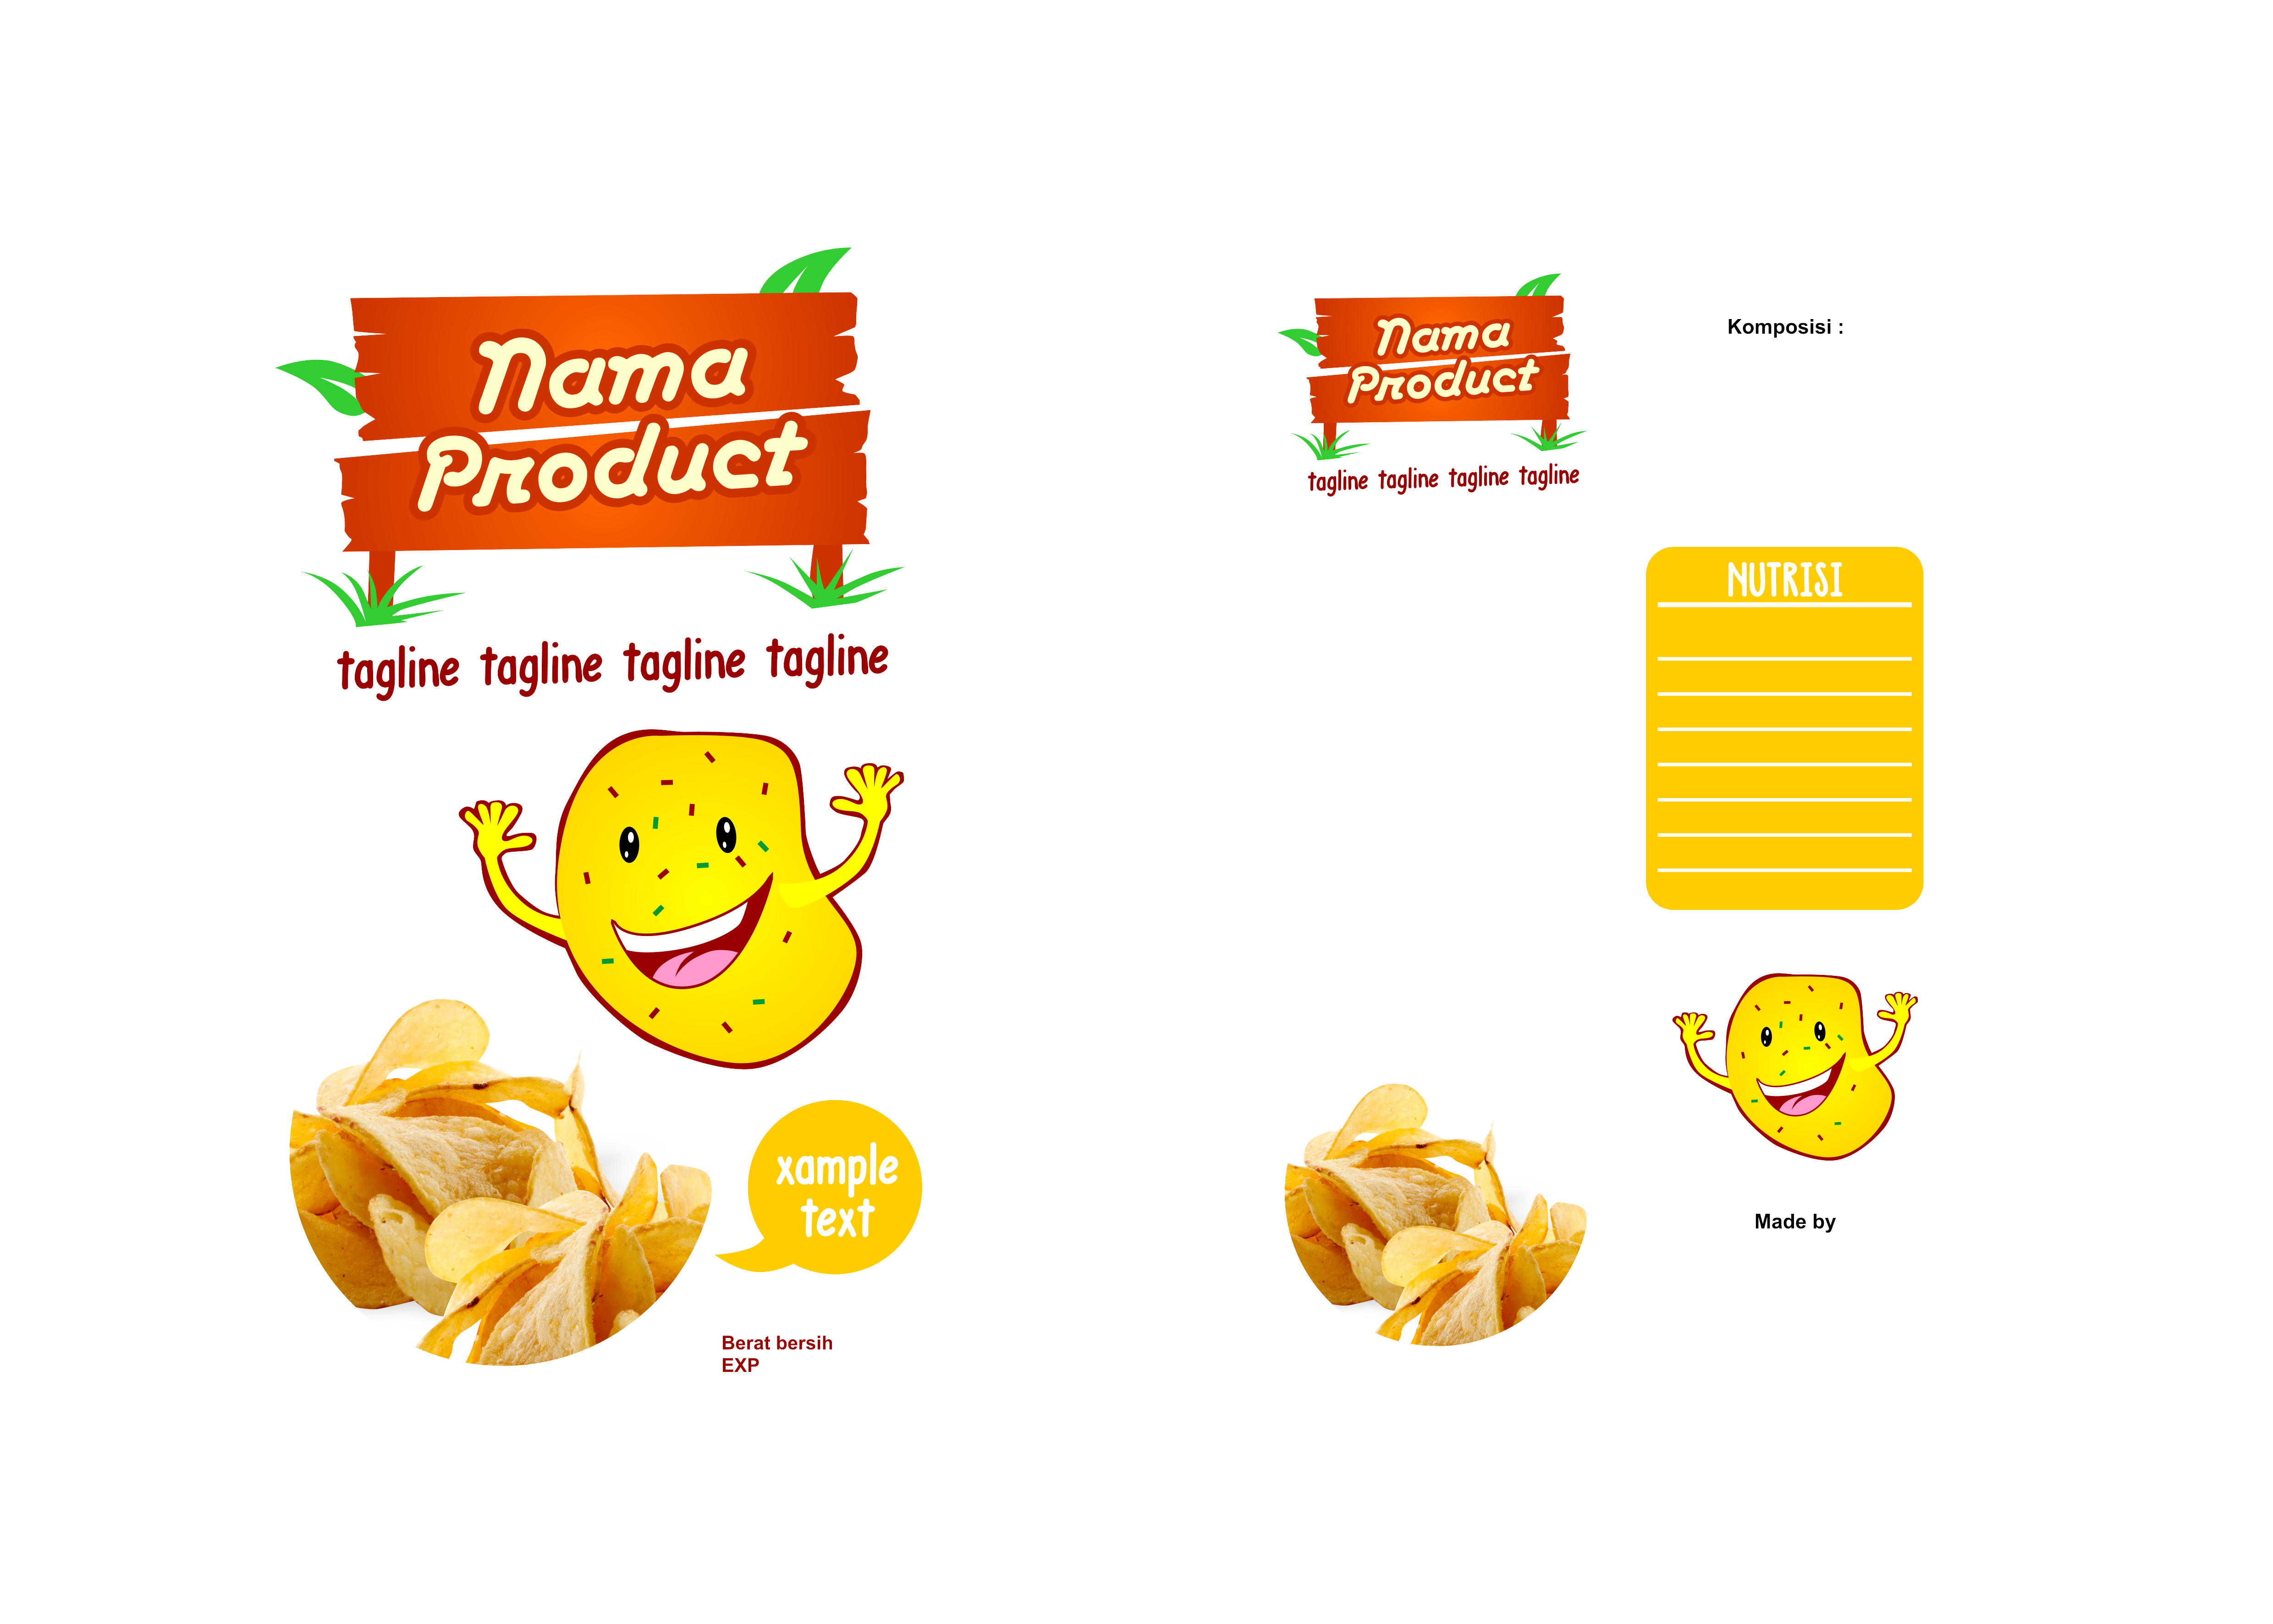 Nama
Product
tagline tagline tagline tagline
xample
text
Berat bersih
EXP
Nama
Product
tagline tagline tagline tagline
Komposisi :
NUTRISI
Made by